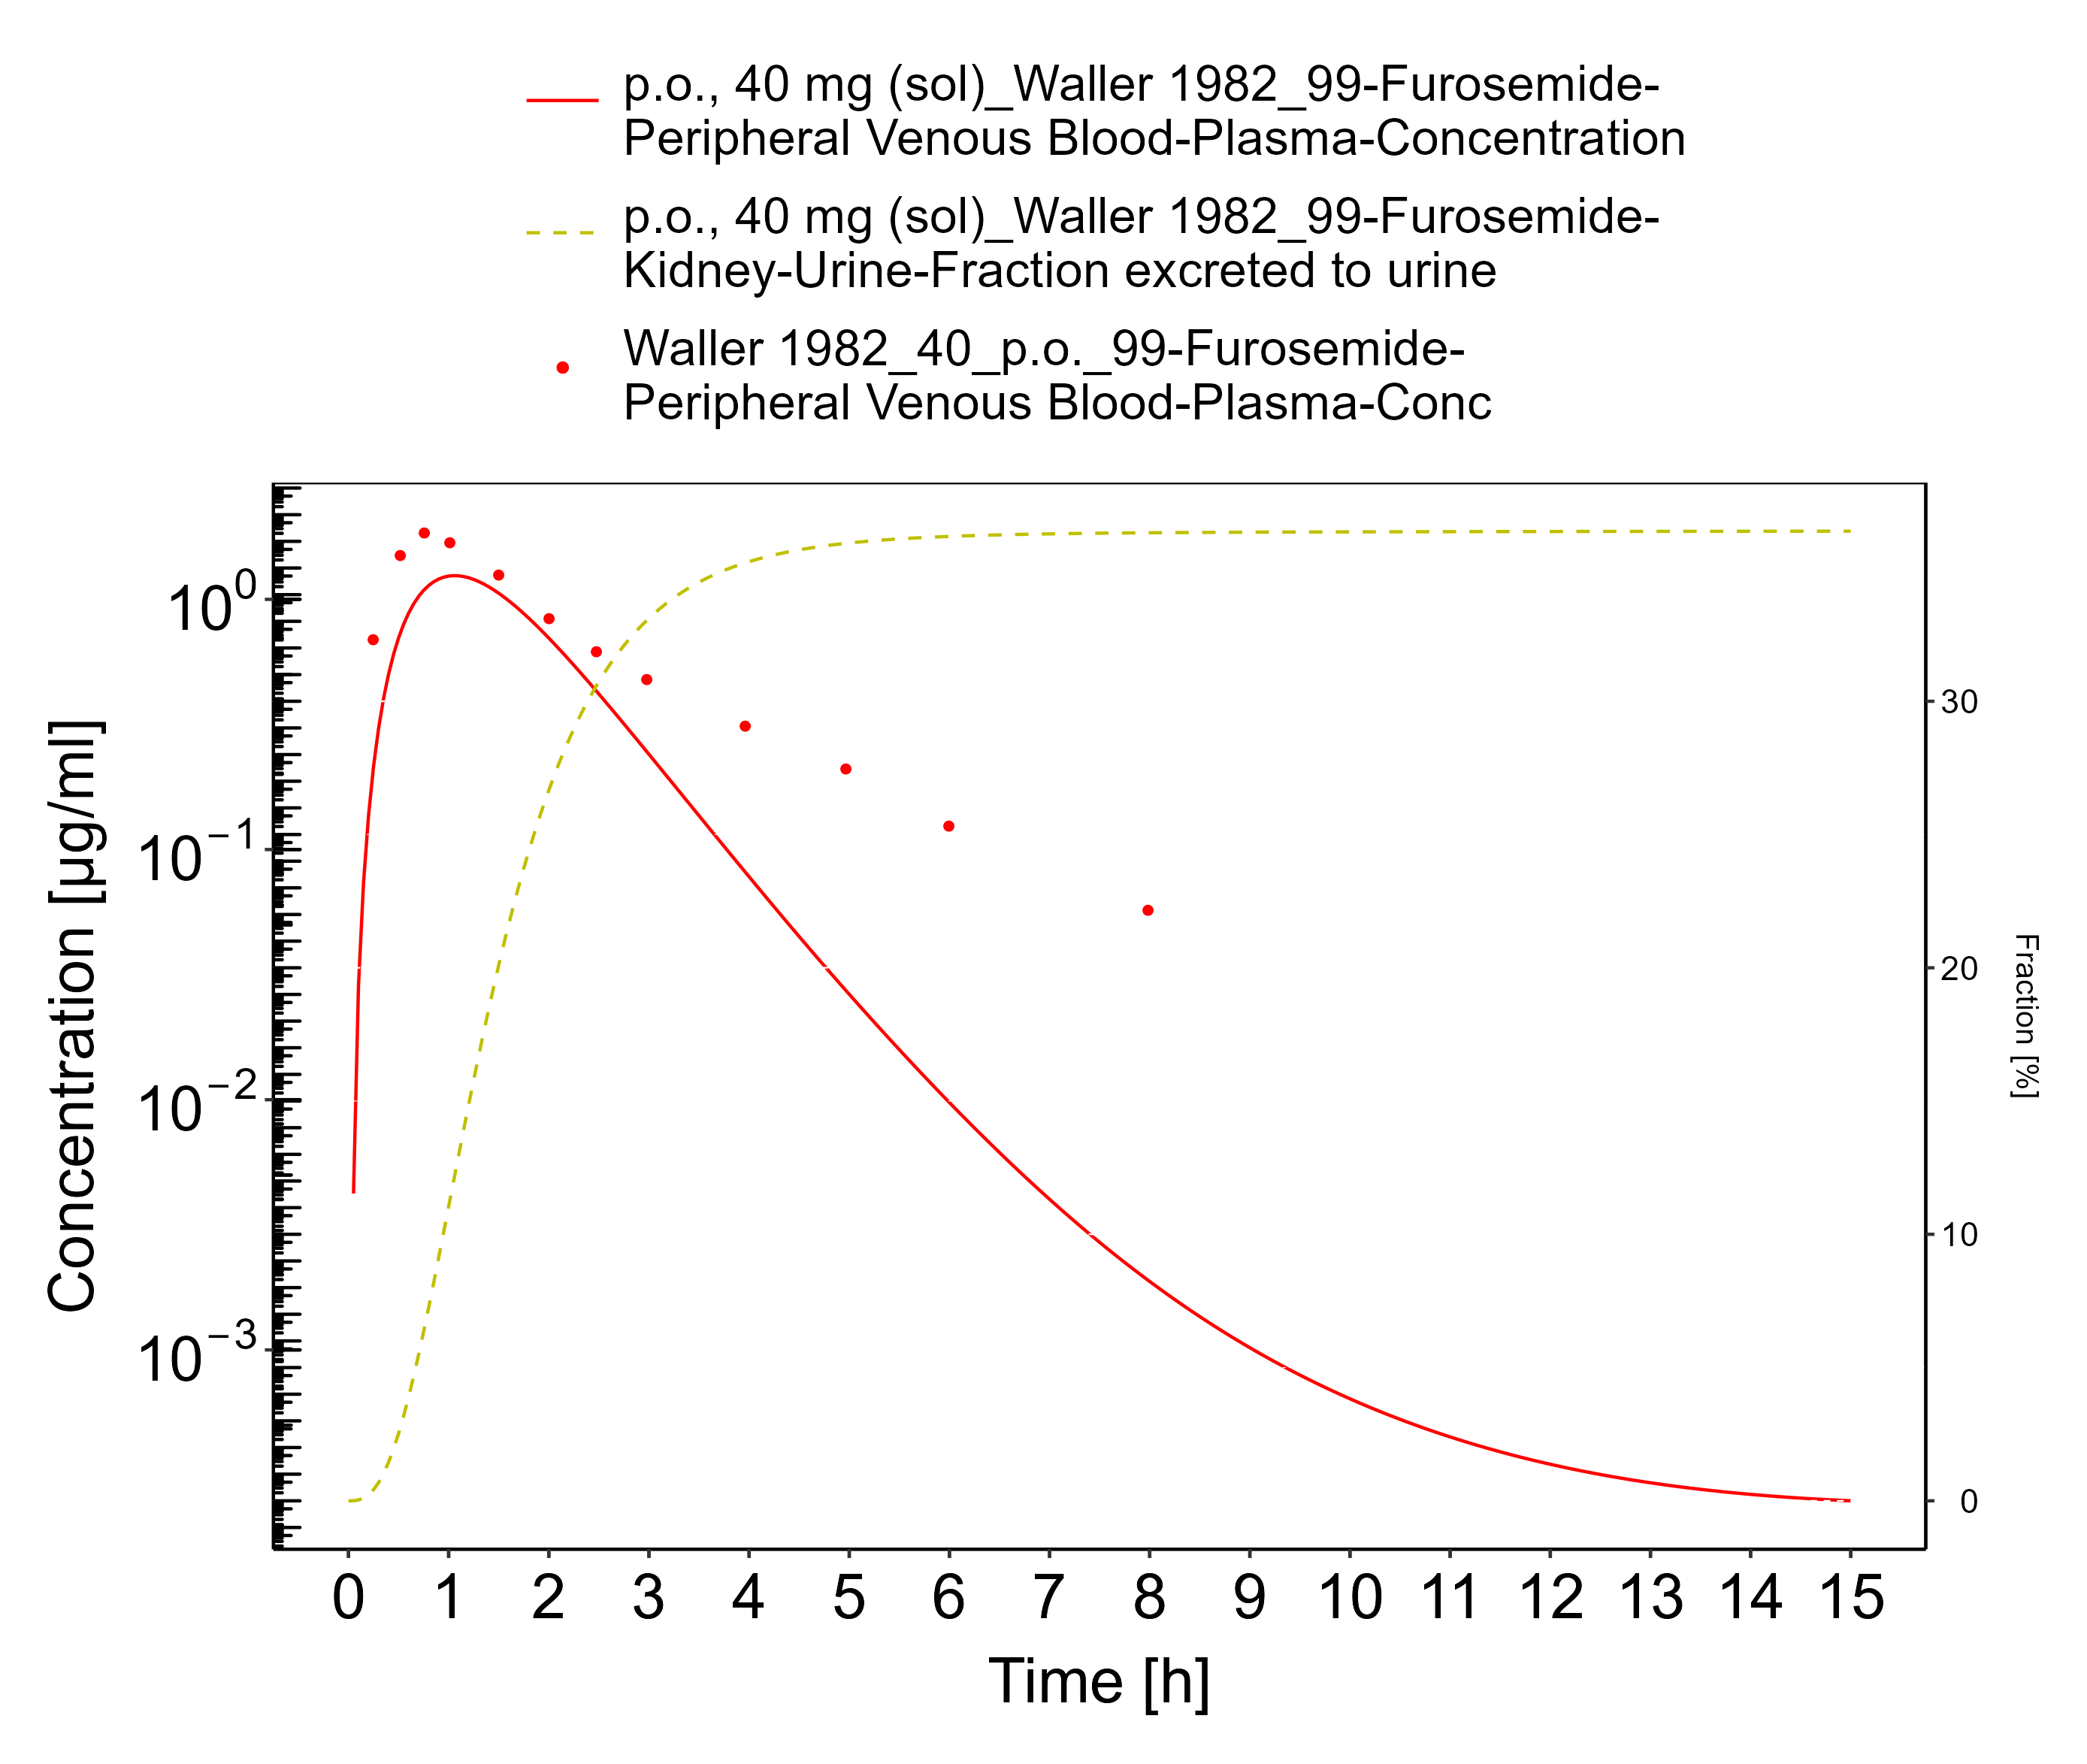 p.o., 40 mg (sol)_Waller 1982_99-Furosemide-
Peripheral Venous Blood-Plasma-Concentration
p.o., 40 mg (sol)_Waller 1982_99-Furosemide-
Kidney-Urine-Fraction excreted to urine
Waller 1982_40_p.o._99-Furosemide-
Peripheral Venous Blood-Plasma-Conc
Concentration [µg/ml]
10⁰
10⁻¹
10⁻²
10⁻³
30
20
10
0
Fraction [%]
0 1 2 3 4 5 6 7 8 9 10 11 12 13 14 15
Time [h]